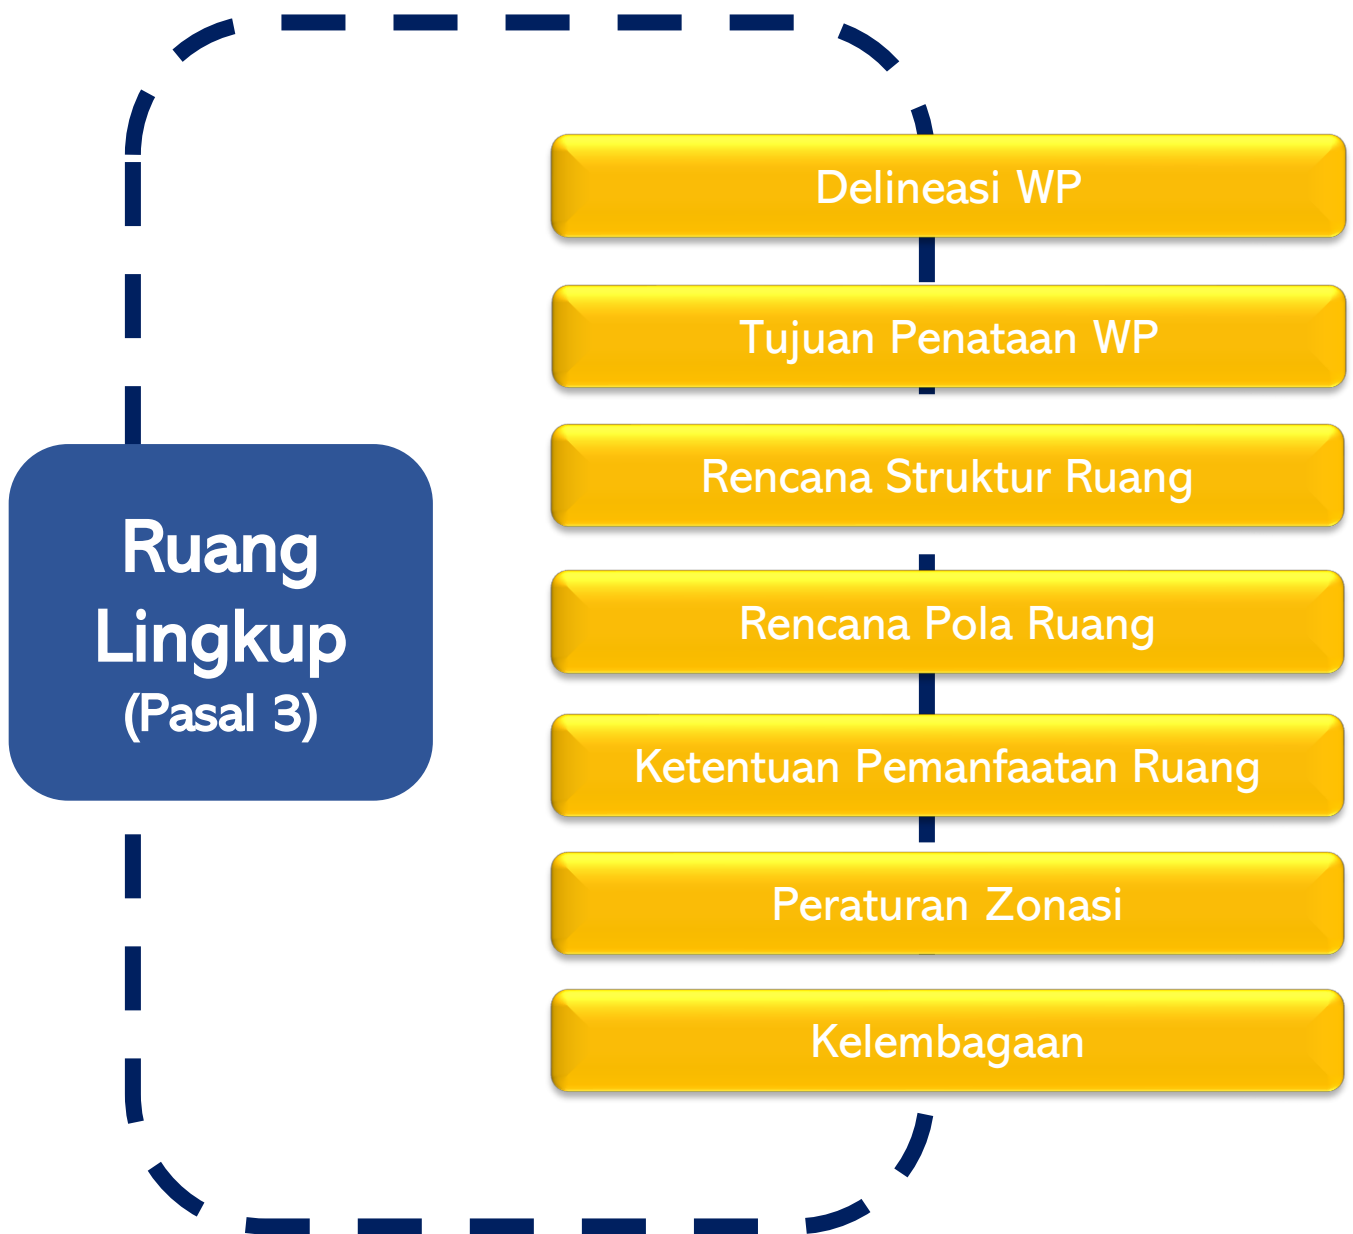 Delineasi WP
Tujuan Penataan WP
Rencana Struktur Ruang
Ruang
Lingkup
(Pasal 3)
Rencana Pola Ruang
Ketentuan Pemanfaatan Ruang
Peraturan Zonasi
Kelembagaan